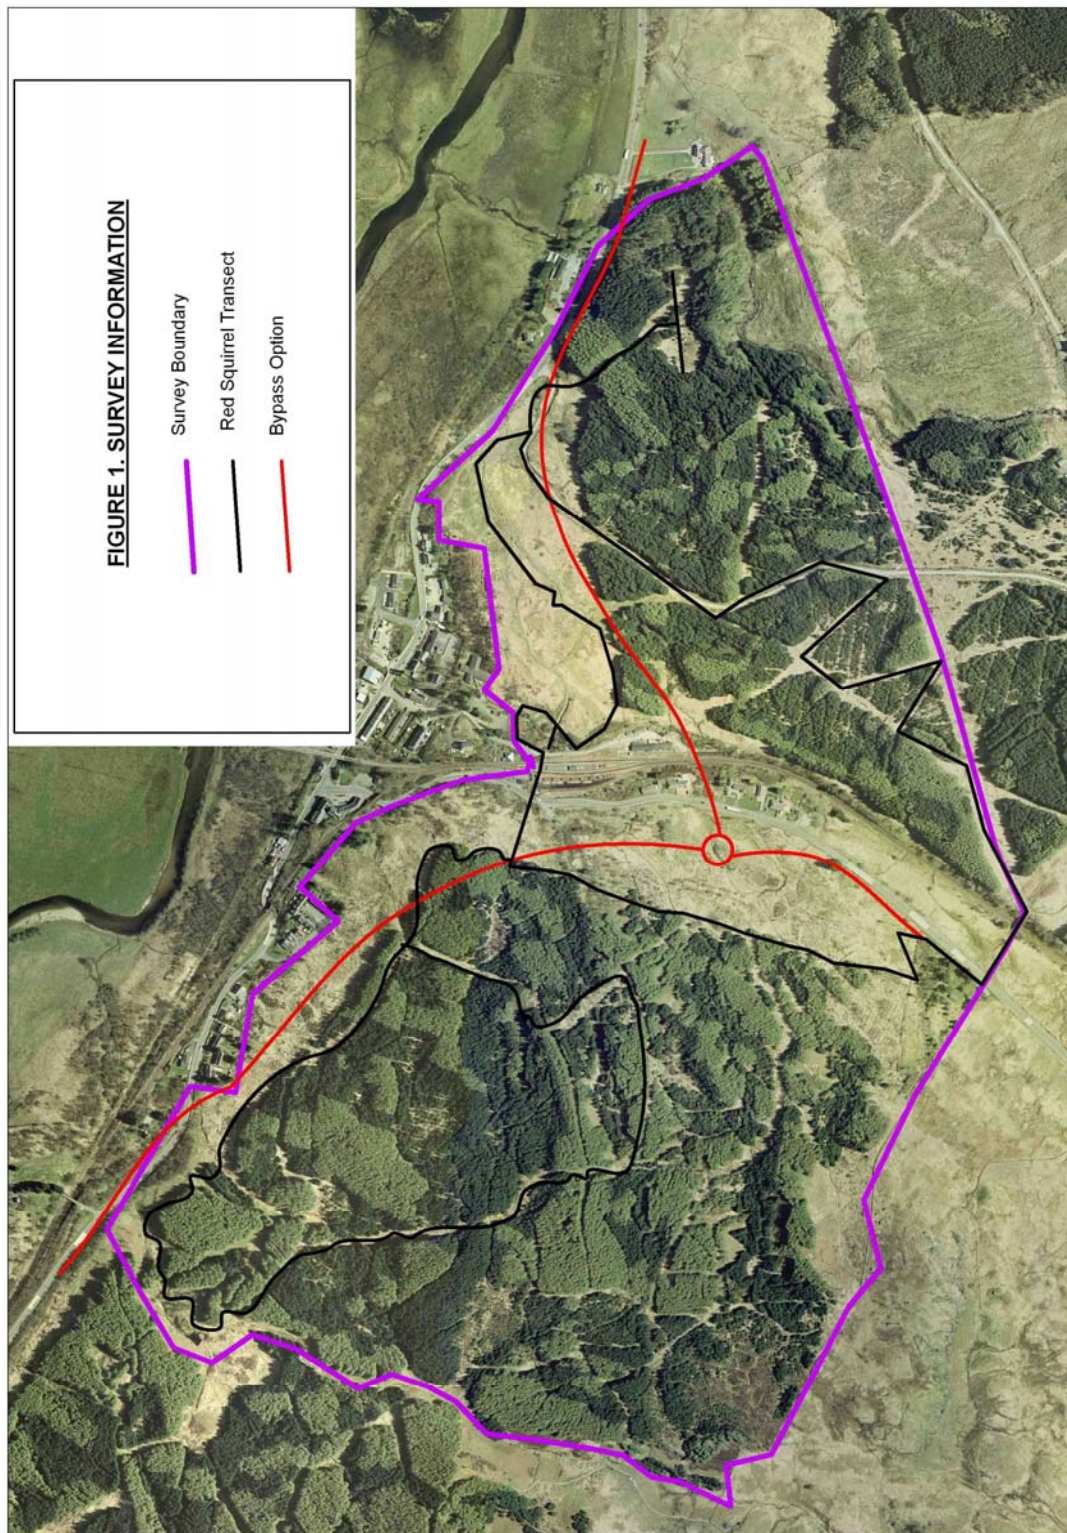 FIGURE 1. SURVEY INFORMATION
Survey Boundary
Red Squirrel Transect
Bypass Option